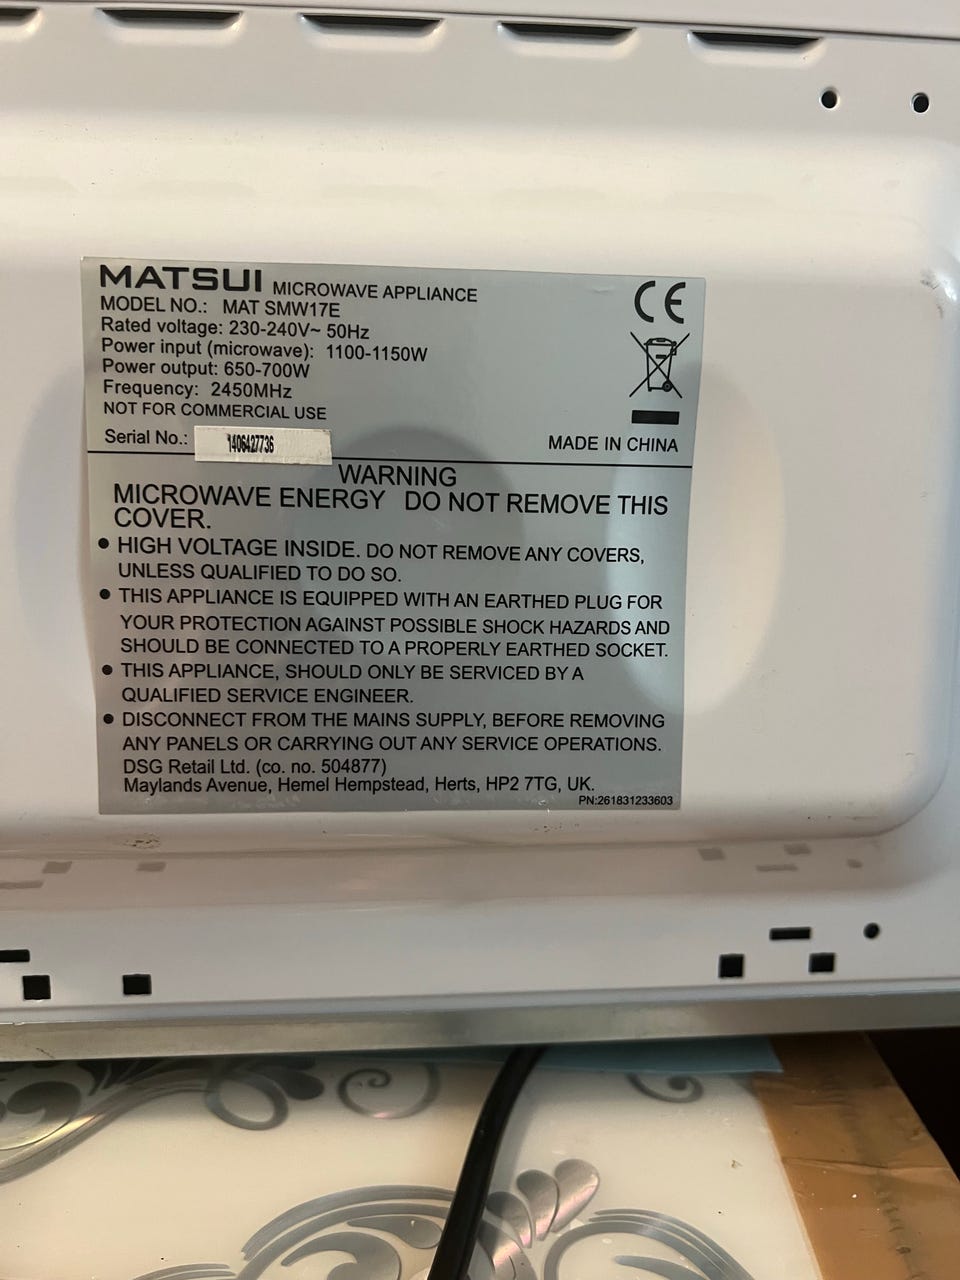 MATSUI MICROWAVE APPLIANCE
MODEL NO.: MAT SMW17E
Rated voltage: 230-240V~ 50Hz
Power input (microwave): 1100-1150W
Power output: 650-700W
Frequency: 2450MHz
NOT FOR COMMERCIAL USE
Serial No.: 1406427736
CE
MADE IN CHINA
WARNING
MICROWAVE ENERGY DO NOT REMOVE THIS
COVER.
● HIGH VOLTAGE INSIDE. DO NOT REMOVE ANY COVERS,
UNLESS QUALIFIED TO DO SO.
● THIS APPLIANCE IS EQUIPPED WITH AN EARTHED PLUG FOR
YOUR PROTECTION AGAINST POSSIBLE SHOCK HAZARDS AND
SHOULD BE CONNECTED TO A PROPERLY EARTHED SOCKET.
● THIS APPLIANCE, SHOULD ONLY BE SERVICED BY A
QUALIFIED SERVICE ENGINEER.
● DISCONNECT FROM THE MAINS SUPPLY, BEFORE REMOVING
ANY PANELS OR CARRYING OUT ANY SERVICE OPERATIONS.
DSG Retail Ltd. (co. no. 504877)
Maylands Avenue, Hemel Hempstead, Herts, HP2 7TG, UK.
PN:261831233603